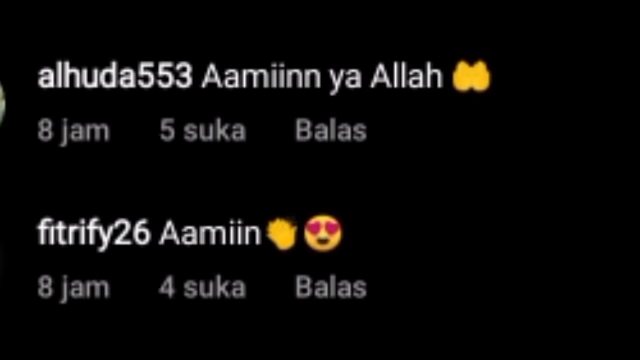 alhuda553 Aamiinn ya Allah 🤲
8 jam 5 suka Balas
fitrify26 Aamiin👏😍
8 jam 4 suka Balas